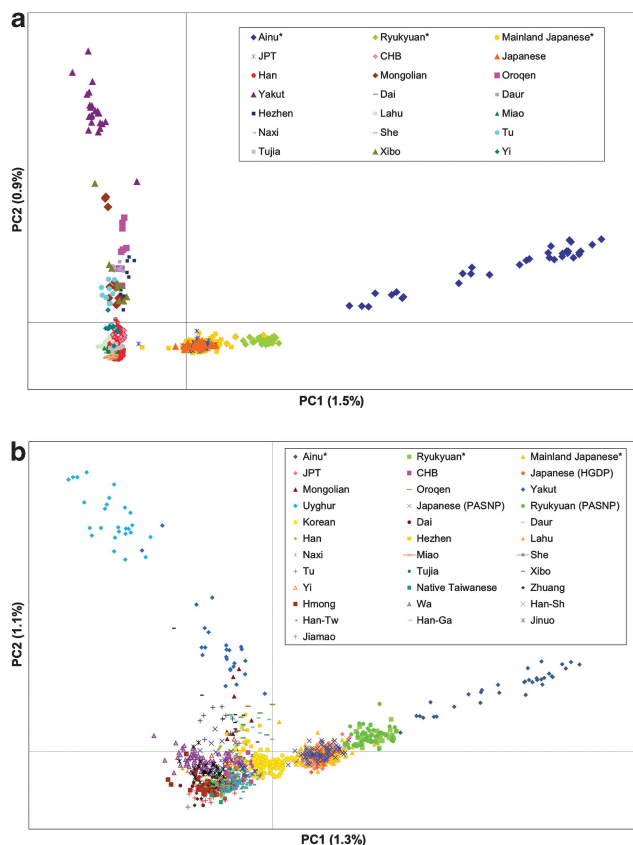 a
Ainu* Ryukyuan* Mainland Japanese*
JPT CHB Japanese
Han Mongolian Oroqen
Yakut Dai Daur
Hezhen Lahu Miao
Naxi She Tu
Tujia Xibo Yi
PC2 (0.9%)
PC1 (1.5%)
b
Ainu* Ryukyuan* Mainland Japanese*
JPT CHB Japanese (HGDP)
Mongolian Oroqen Yakut
Uyghur Japanese (PASNP) Ryukyuan (PASNP)
Korean Dai Daur
Han Hezhen Lahu
Naxi Miao She
Tu Tujia Xibo
Yi Native Taiwanese Zhuang
Hmong Wa Han-Sh
Han-Tw Han-Ga Jinuo
Jiamao
PC2 (1.1%)
PC1 (1.3%)